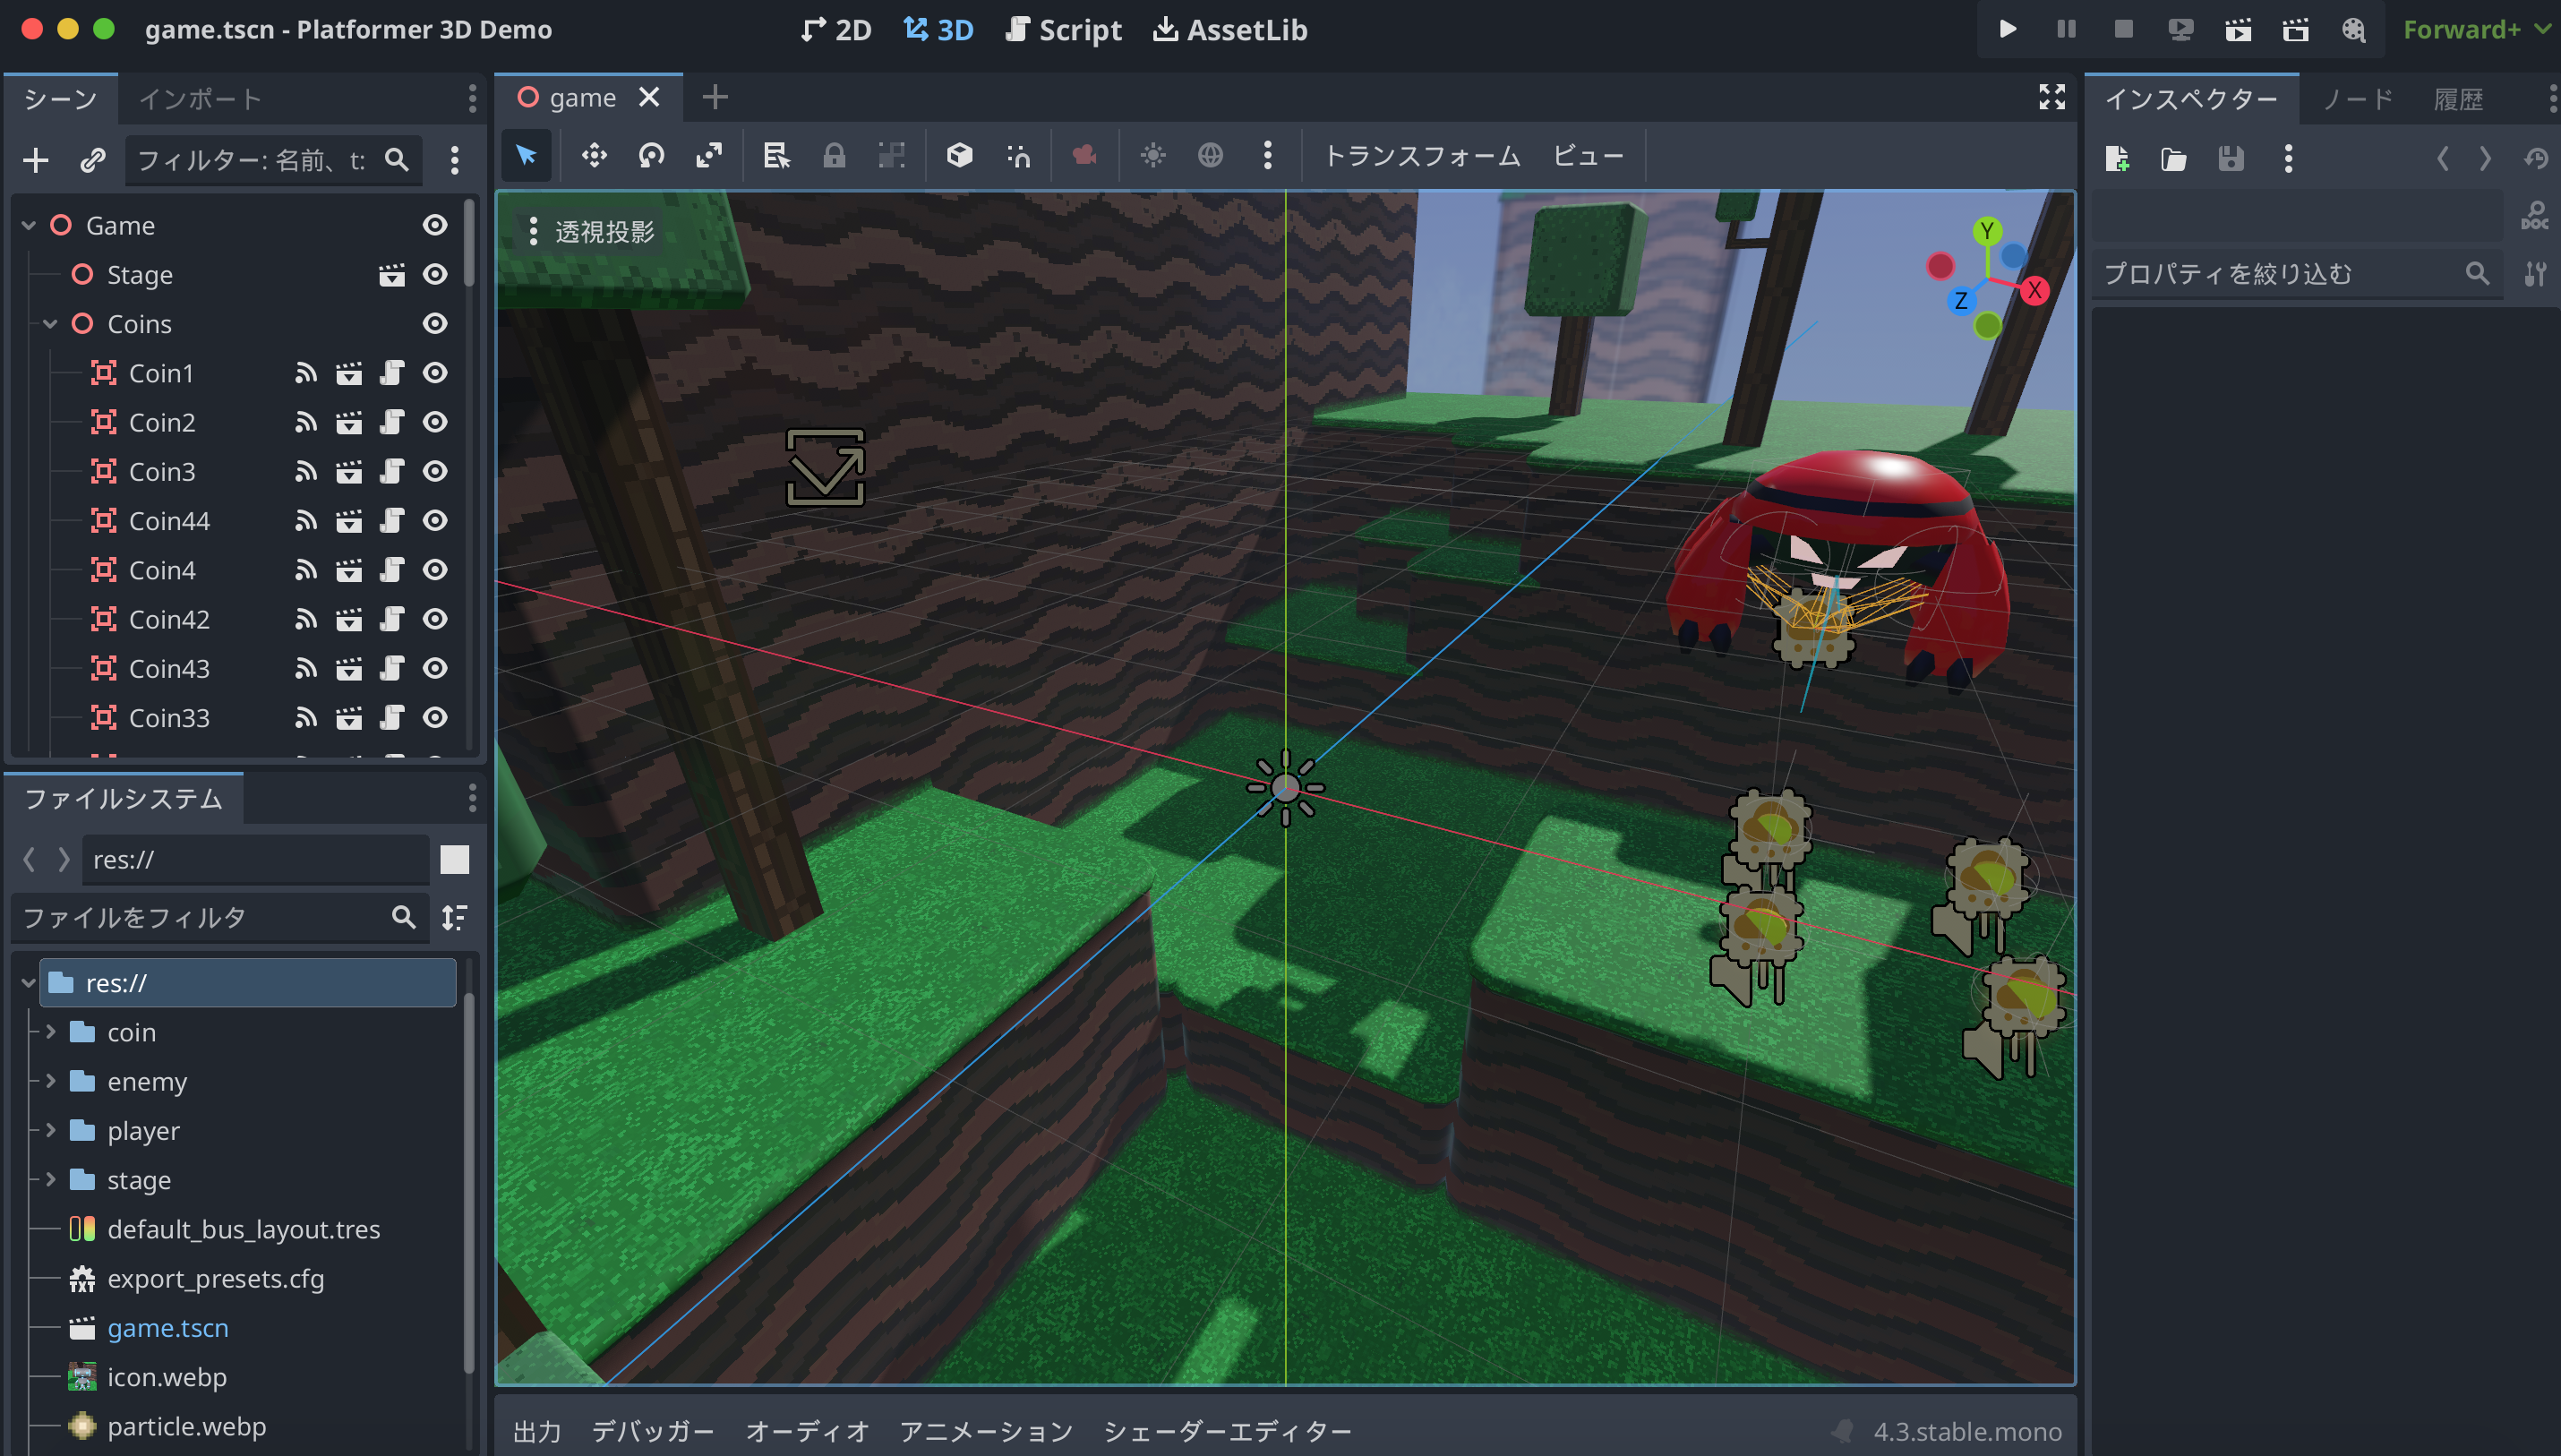 game.tscn - Platformer 3D Demo
2D
3D
Script
AssetLib
Forward+
シーン
インポート
フィルター: 名前、t:
Game
Stage
Coins
Coin1
Coin2
Coin3
Coin44
Coin4
Coin42
Coin43
Coin33
ファイルシステム
res://
ファイルをフィルタ
res://
coin
enemy
player
stage
default_bus_layout.tres
export_presets.cfg
game.tscn
icon.webp
particle.webp
game
トランスフォーム
ビュー
透視投影
Y
X
Z
出力
デバッガー
オーディオ
アニメーション
シェーダーエディター
4.3.stable.mono
インスペクター
ノード
履歴
DOC
プロパティを絞り込む